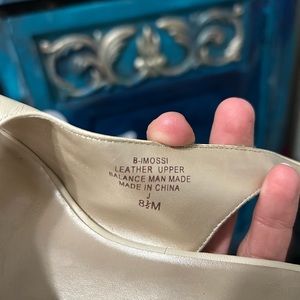 B-IMOSSI
LEATHER UPPER
BALANCE MAN MADE
MADE IN CHINA
J
8½M